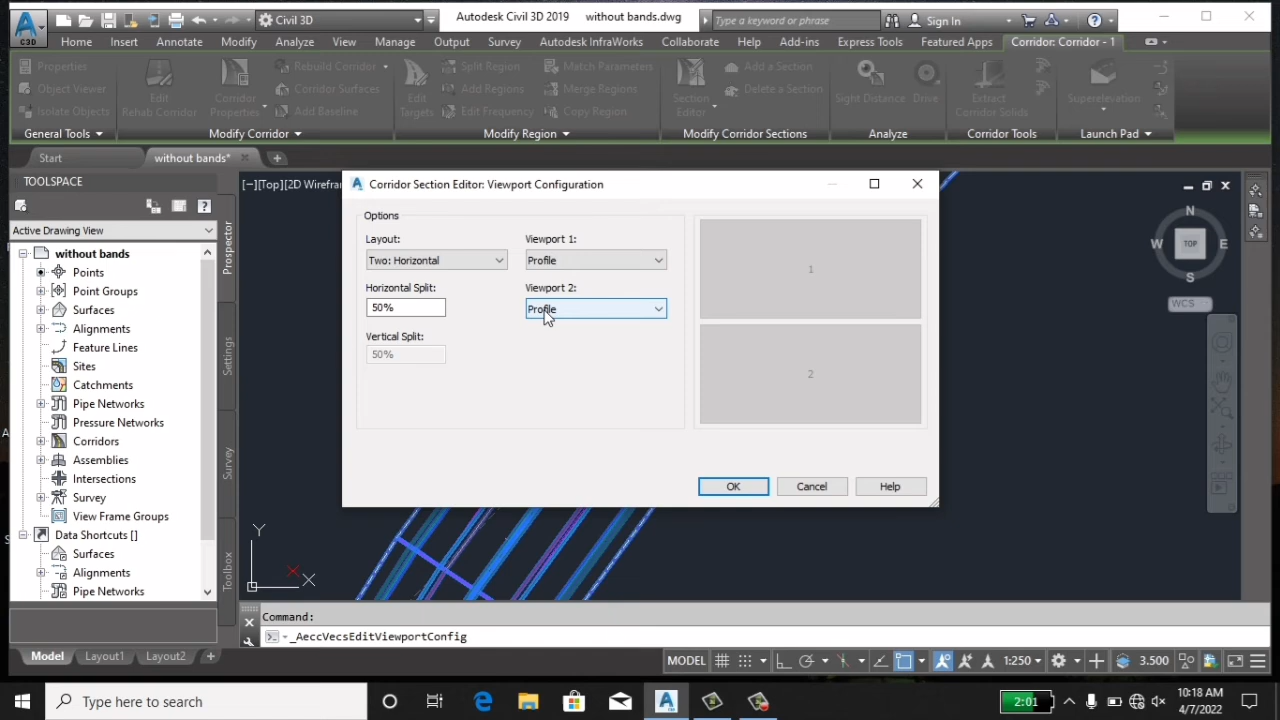 C3D
Civil 3D
Autodesk Civil 3D 2019
without bands.dwg
Type a keyword or phrase
Sign In
Home
Insert
Annotate
Modify
Analyze
View
Manage
Output
Survey
Autodesk InfraWorks
Collaborate
Help
Add-ins
Express Tools
Featured Apps
Corridor: Corridor - 1
Properties
Object Viewer
Isolate Objects
General Tools
Edit
Rehab Corridor
Corridor
Properties
Rebuild Corridor
Corridor Surfaces
Add Baseline
Modify Corridor
Edit
Targets
Split Region
Add Regions
Edit Frequency
Match Parameters
Merge Regions
Copy Region
Modify Region
Section
Editor
Add a Section
Delete a Section
Modify Corridor Sections
Sight Distance
Drive
Analyze
Extract
Corridor Solids
Corridor Tools
Superelevation
Launch Pad
Start
without bands*
TOOLSPACE
Active Drawing View
without bands
Points
Point Groups
Surfaces
Alignments
Feature Lines
Sites
Catchments
Pipe Networks
Pressure Networks
Corridors
Assemblies
Intersections
Survey
View Frame Groups
Data Shortcuts []
Surfaces
Alignments
Pipe Networks
Prospector
Settings
Survey
Toolbox
[−][Top][2D Wirefram
Corridor Section Editor: Viewport Configuration
Options
Layout:
Two: Horizontal
Viewport 1:
Profile
Horizontal Split:
50%
Viewport 2:
Profile
Vertical Split:
50%
1
2
OK
Cancel
Help
N
W
TOP
E
S
WCS
Y
X
Command:
_AeccVecsEditViewportConfig
Model
Layout1
Layout2
MODEL
1:250
3.500
Type here to search
2:01
10:18 AM
4/7/2022